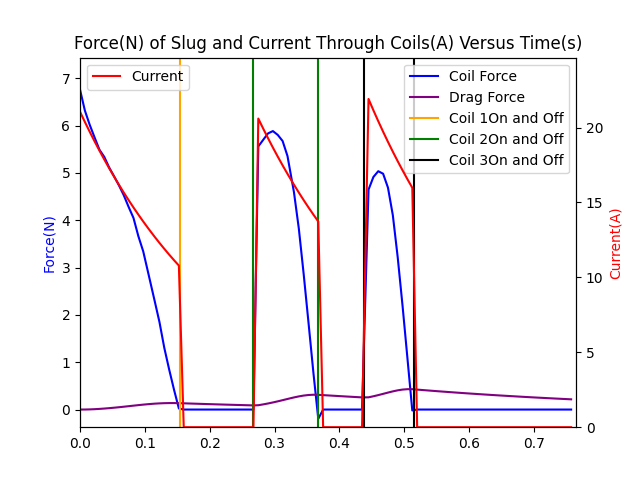 Force(N) of Slug and Current Through Coils(A) Versus Time(s)
Current
Coil Force
Drag Force
Coil 1On and Off
Coil 2On and Off
Coil 3On and Off
Force(N)
7
6
5
4
3
2
1
0
Current(A)
20
15
10
5
0
0.0 0.1 0.2 0.3 0.4 0.5 0.6 0.7